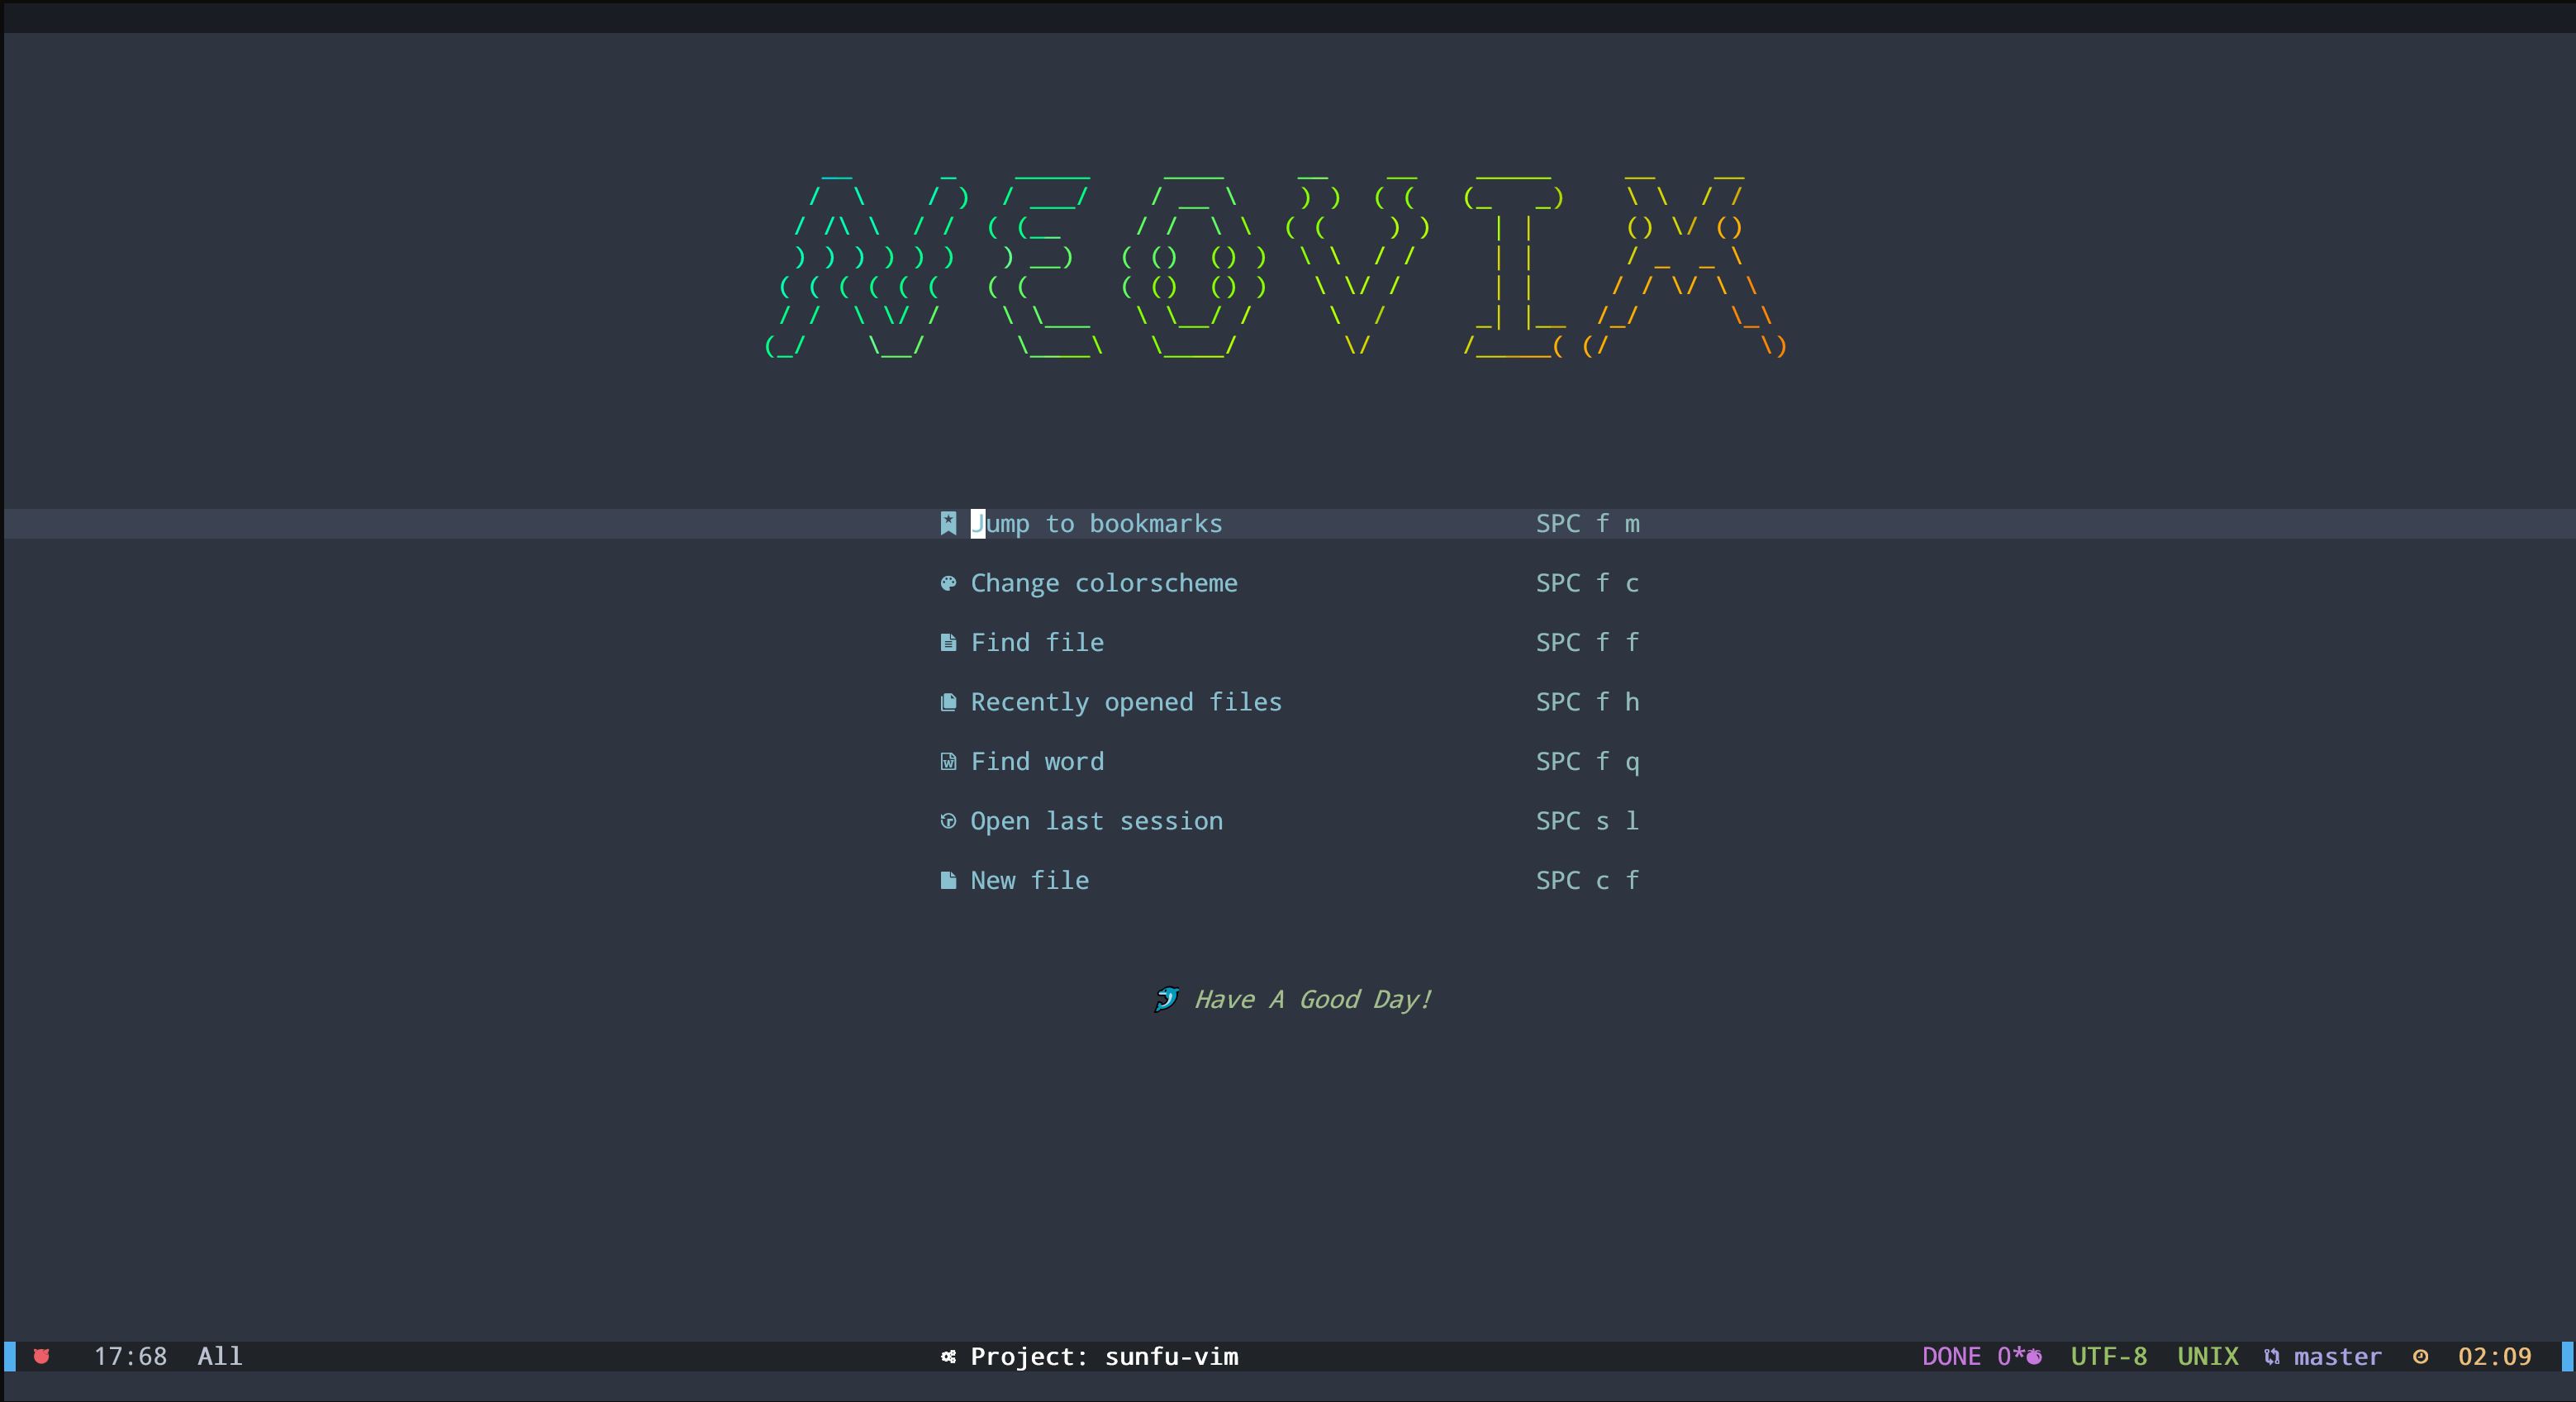 NEOVIM
Jump to bookmarks SPC f m
Change colorscheme SPC f c
Find file SPC f f
Recently opened files SPC f h
Find word SPC f q
Open last session SPC s l
New file SPC c f
Have A Good Day!
17:68 All Project: sunfu-vim DONE 0* UTF-8 UNIX master 02:09